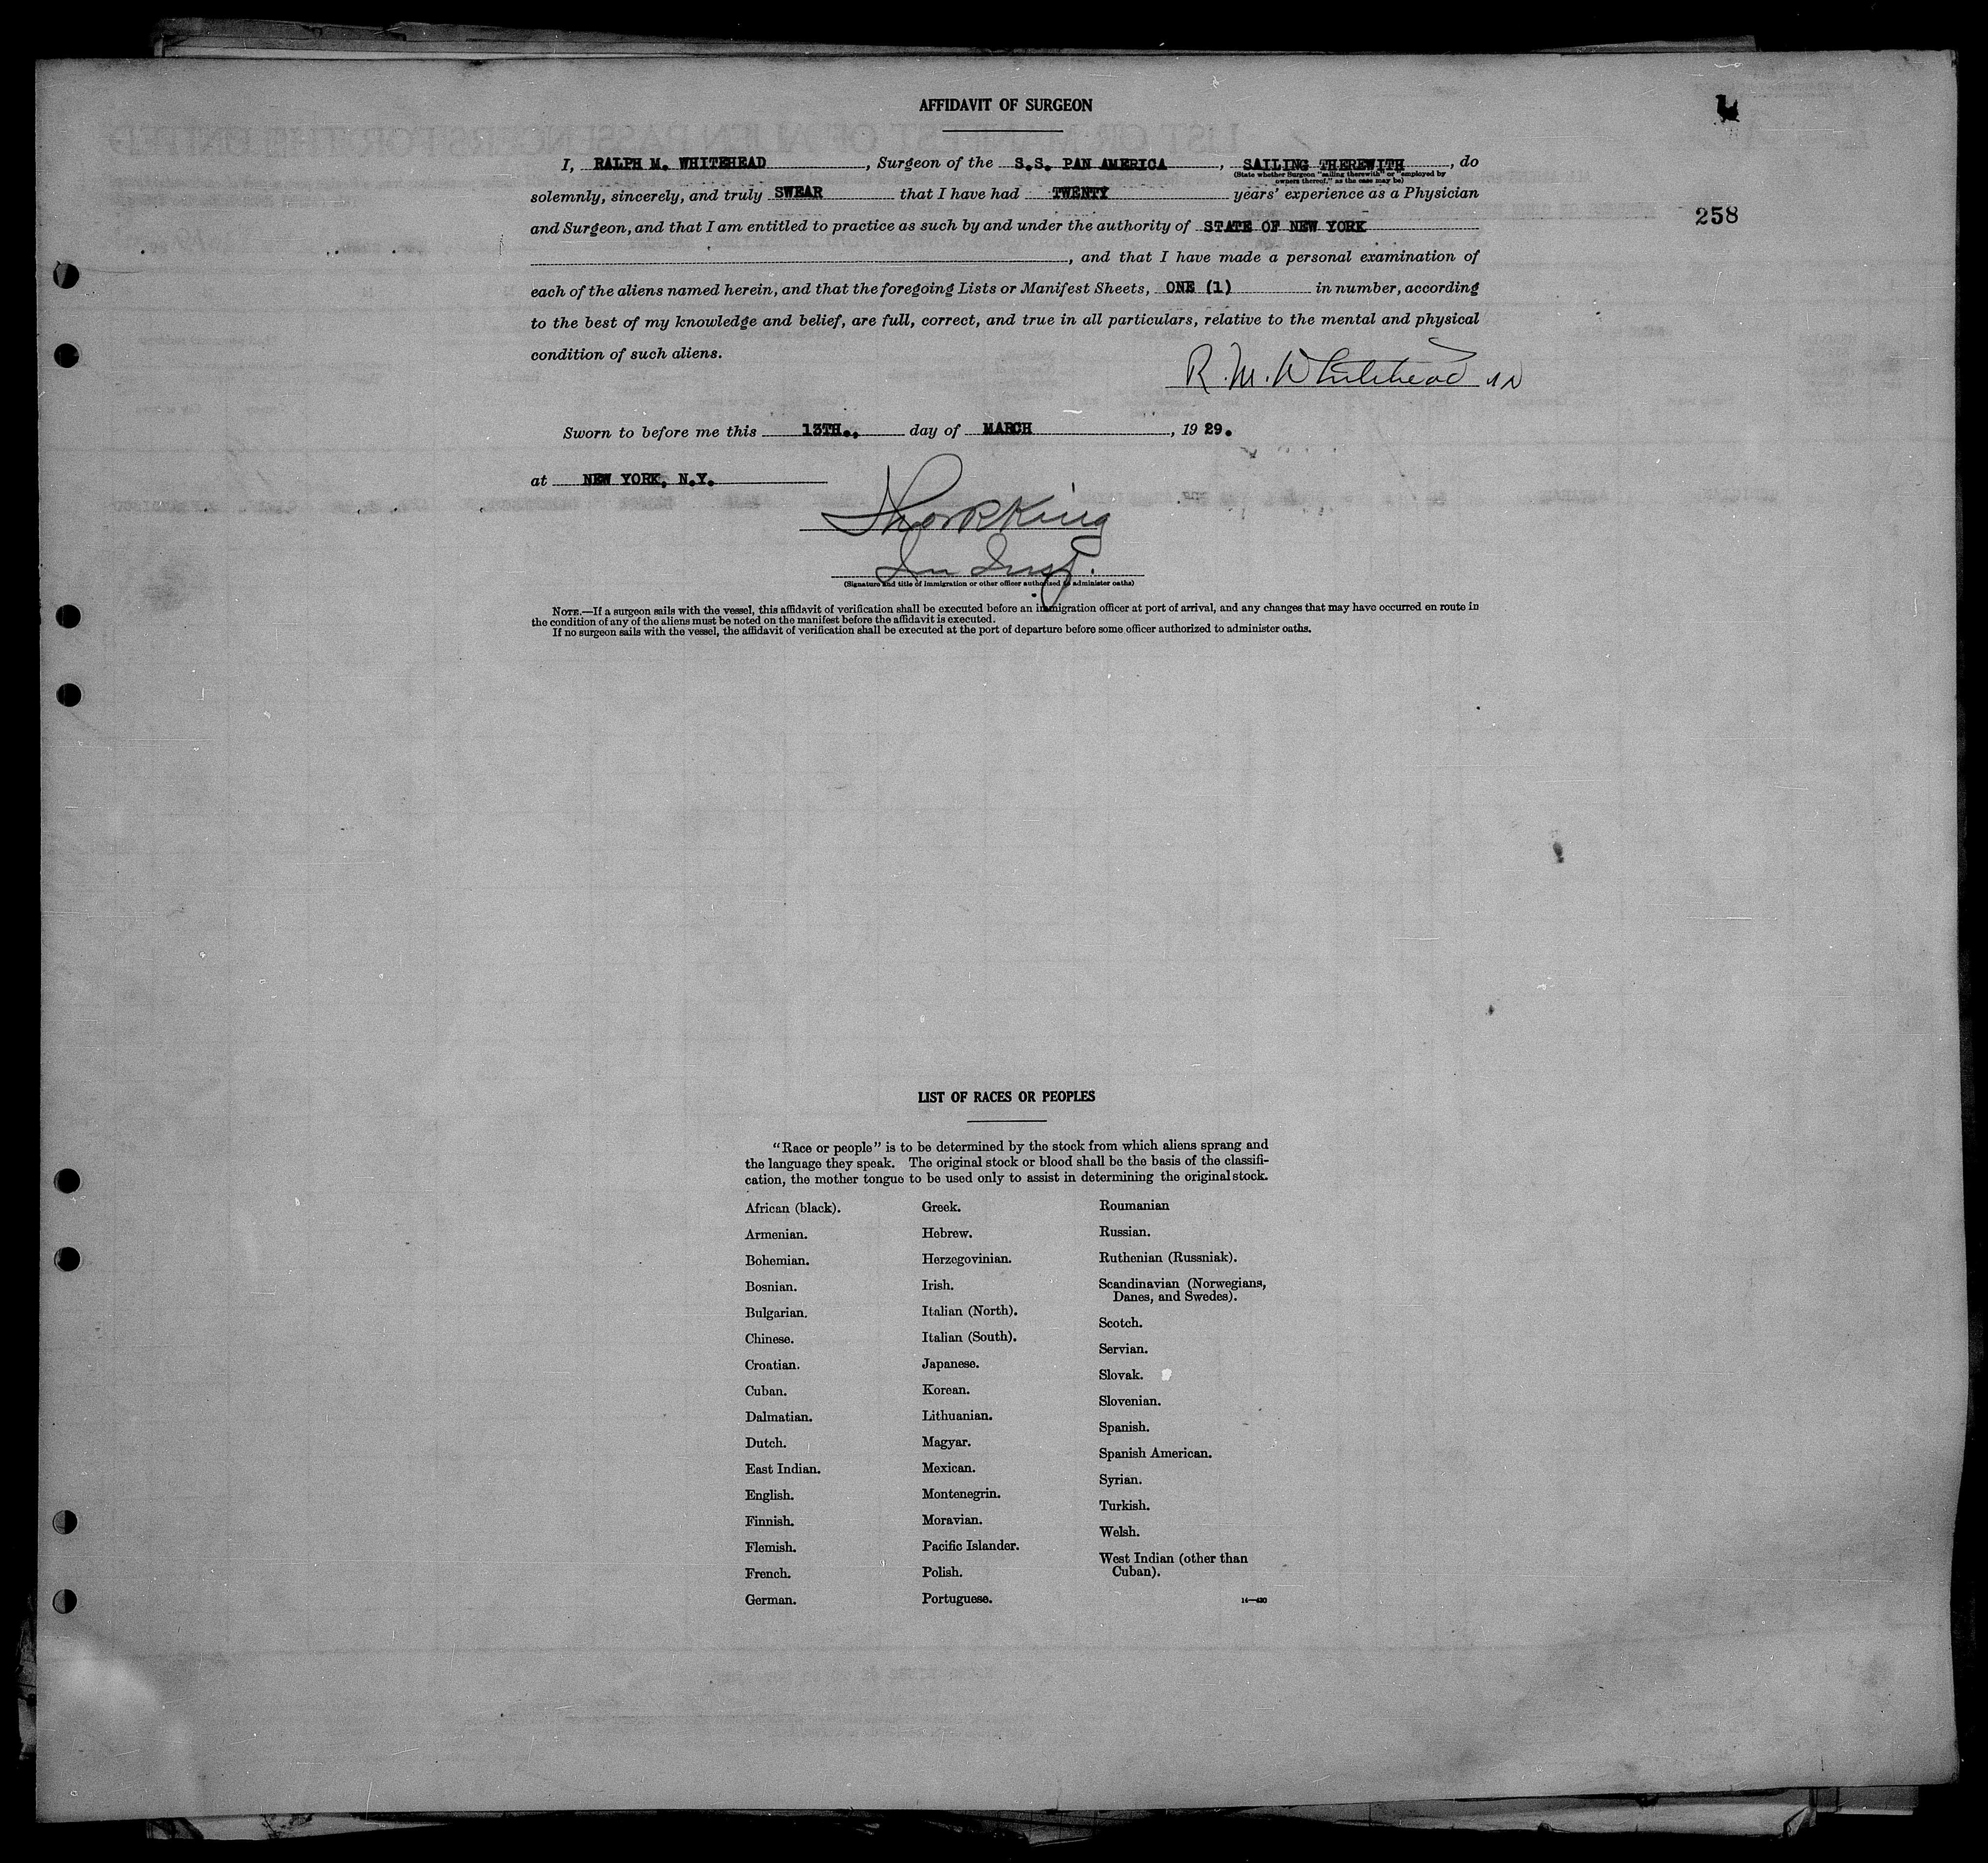 AFFIDAVIT OF SURGEON
I, RALPH M. WHITEHEAD, Surgeon of the S.S. PAN AMERICA, SAILING THEREWITH, do
(State whether Surgeon "sailing therewith" or "employed by
owners thereof," as the case may be)
solemnly, sincerely, and truly SWEAR that I have had TWENTY years' experience as a Physician
258
and Surgeon, and that I am entitled to practice as such by and under the authority of STATE OF NEW YORK
, and that I have made a personal examination of
each of the aliens named herein, and that the foregoing Lists or Manifest Sheets, ONE (1) in number, according
to the best of my knowledge and belief, are full, correct, and true in all particulars, relative to the mental and physical
condition of such aliens.
R. M. Whitehead
Sworn to before me this 13TH., day of MARCH, 1929.
at NEW YORK, N.Y.
King
(Signature and title of immigration or other officer authorized to administer oaths)
NOTE.—If a surgeon sails with the vessel, this affidavit of verification shall be executed before an immigration officer at port of arrival, and any changes that may have occurred en route in
the condition of any of the aliens must be noted on the manifest before the affidavit is executed.
If no surgeon sails with the vessel, the affidavit of verification shall be executed at the port of departure before some officer authorized to administer oaths.
LIST OF RACES OR PEOPLES
"Race or people" is to be determined by the stock from which aliens sprang and
the language they speak. The original stock or blood shall be the basis of the classifi-
cation, the mother tongue to be used only to assist in determining the original stock.
African (black).
Armenian.
Bohemian.
Bosnian.
Bulgarian.
Chinese.
Croatian.
Cuban.
Dalmatian.
Dutch.
East Indian.
English.
Finnish.
Flemish.
French.
German.
Greek.
Hebrew.
Herzegovinian.
Irish.
Italian (North).
Italian (South).
Japanese.
Korean.
Lithuanian.
Magyar.
Mexican.
Montenegrin.
Moravian.
Pacific Islander.
Polish.
Portuguese.
Roumanian
Russian.
Ruthenian (Russniak).
Scandinavian (Norwegians,
Danes, and Swedes).
Scotch.
Servian.
Slovak.
Slovenian.
Spanish.
Spanish American.
Syrian.
Turkish.
Welsh.
West Indian (other than
Cuban).
14—430